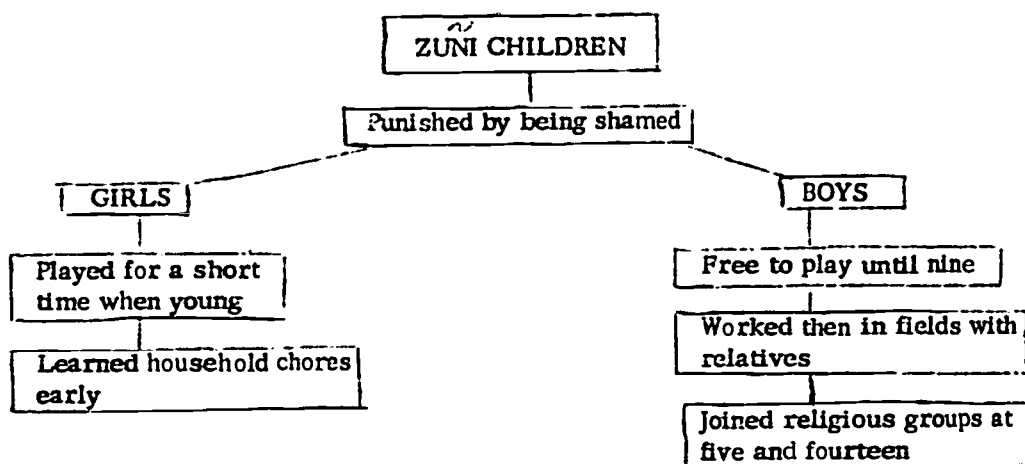 ZUÑI CHILDREN
Punished by being shamed
GIRLS
Played for a short
time when young
Learned household chores
early
BOYS
Free to play until nine
Worked then in fields with
relatives
Joined religious groups at
five and fourteen